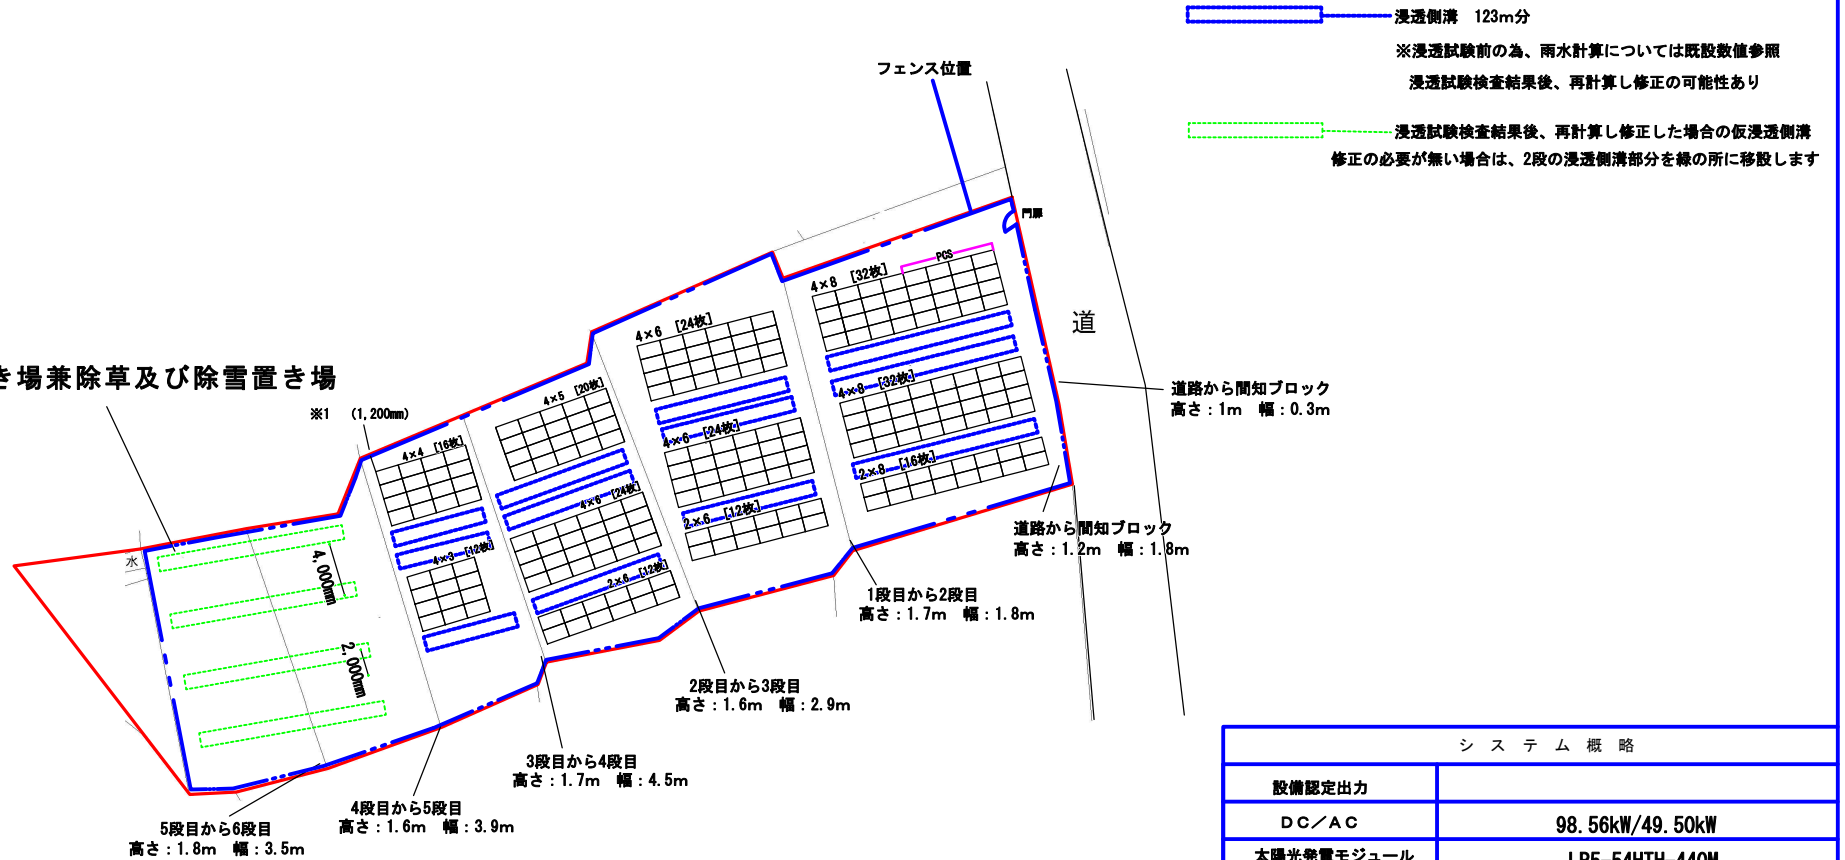 浸透側溝　123m分
※浸透試験前の為、雨水計算については既設数値参照
浸透試験検査結果後、再計算し修正の可能性あり
浸透試験検査結果後、再計算し修正した場合の仮浸透側溝
修正の必要が無い場合は、2段の浸透側溝部分を緑の所に移設します
フェンス位置
門扉
PCS
4×8　[32枚]
道
4×6　[24枚]
き場兼除草及び除雪置き場
※1　(1,200mm)
4×5　[20枚]
4×8　[32枚]
道路から間知ブロック
高さ：1m　幅：0.3m
4×4　[16枚]
4×6　[24枚]
2×8　[16枚]
4×6　[24枚]
2×6　[12枚]
道路から間知ブロック
高さ：1.2m　幅：1.8m
水
4,000mm
4×3　[12枚]
2×6　[12枚]
1段目から2段目
高さ：1.7m　幅：1.8m
2,000mm
2段目から3段目
高さ：1.6m　幅：2.9m
3段目から4段目
高さ：1.7m　幅：4.5m
4段目から5段目
高さ：1.6m　幅：3.9m
5段目から6段目
高さ：1.8m　幅：3.5m
システム概略
設備認定出力
DC／AC
98.56kW/49.50kW
太陽光発電モジュール
LR5-54HTH-440M